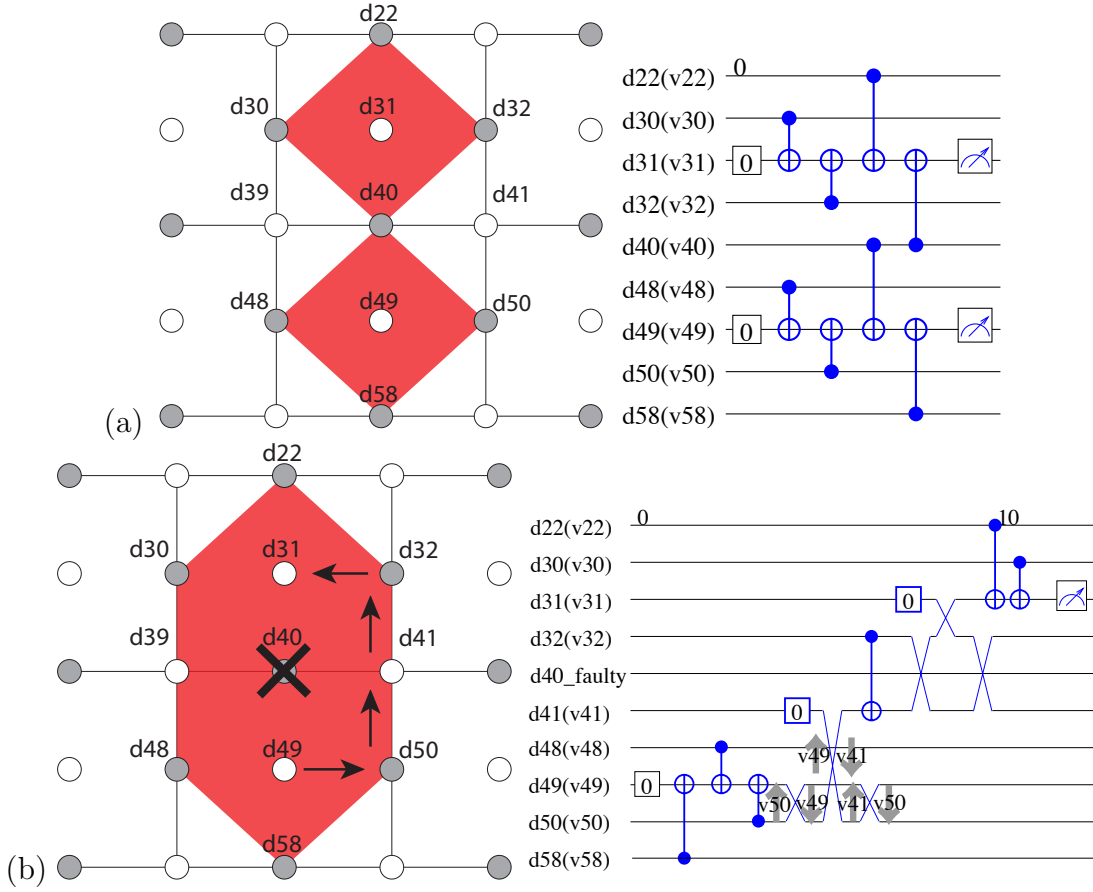 d22
d30 d31 d32
d39 d40 d41
d48 d49 d50
d58
(a)
0
d22(v22)
d30(v30)
d31(v31) 0
d32(v32)
d40(v40)
d48(v48)
d49(v49) 0
d50(v50)
d58(v58)
d22
d30 d31 d32
d39 d40 d41
d48 d49 d50
d58
(b)
0 10
d22(v22)
d30(v30)
d31(v31) 0
d32(v32)
d40_faulty
d41(v41) 0
d48(v48) v49 v41
d49(v49) 0
v50 v49 v41 v50
d50(v50)
d58(v58)